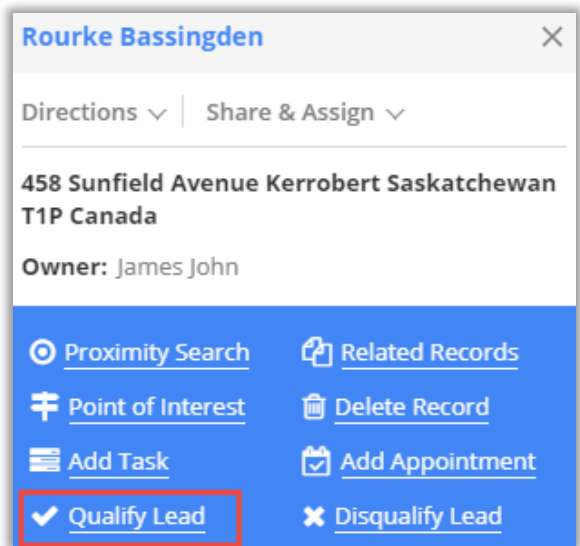 Rourke Bassingden
Directions Share & Assign
458 Sunfield Avenue Kerrobert Saskatchewan
T1P Canada
Owner: James John
Proximity Search Related Records
Point of Interest Delete Record
Add Task Add Appointment
Qualify Lead Disqualify Lead